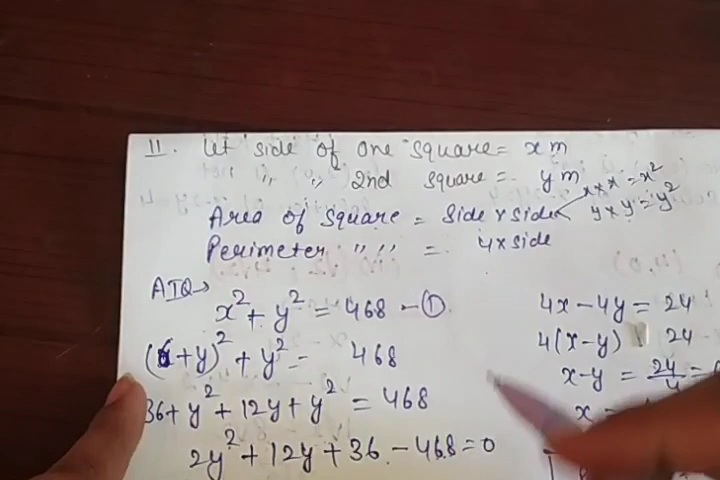 11. Let side of one square = x m
" " 2nd square = y m
Area of square = side x side x × x = x²
y × y = y²
Perimeter " " = 4 x side
ATQ→
x² + y² = 468 – ①
(6 + y)² + y² = 468
36 + y² + 12y + y² = 468
2y² + 12y + 36 - 468 = 0
4x – 4y = 24
4(x – y) 24
x – y = 24/4 =
x =